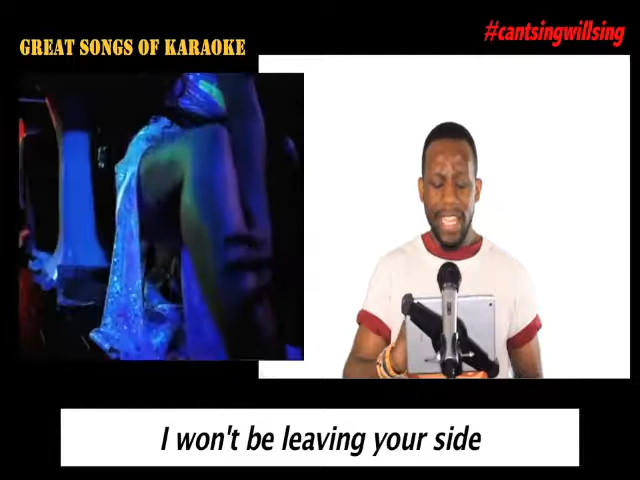 #cantsingwillsing
GREAT SONGS OF KARAOKE
I won't be leaving your side